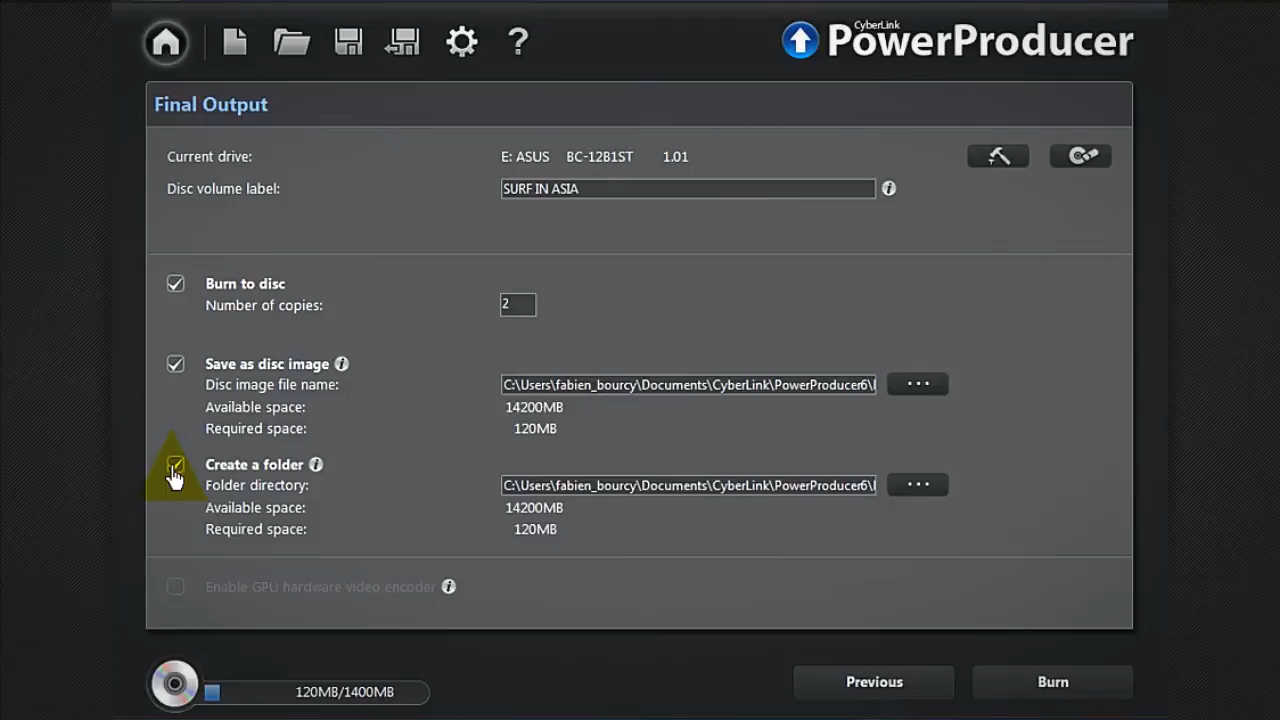 CyberLink
PowerProducer
Final Output
Current drive: E: ASUS BC-12B1ST 1.01
Disc volume label: SURF IN ASIA
Burn to disc
Number of copies: 2
Save as disc image
Disc image file name: C:\Users\fabien_bourcy\Documents\CyberLink\PowerProducer6\
Available space: 14200MB
Required space: 120MB
Create a folder
Folder directory: C:\Users\fabien_bourcy\Documents\CyberLink\PowerProducer6\
Available space: 14200MB
Required space: 120MB
Enable GPU hardware video encoder
120MB/1400MB
Previous
Burn